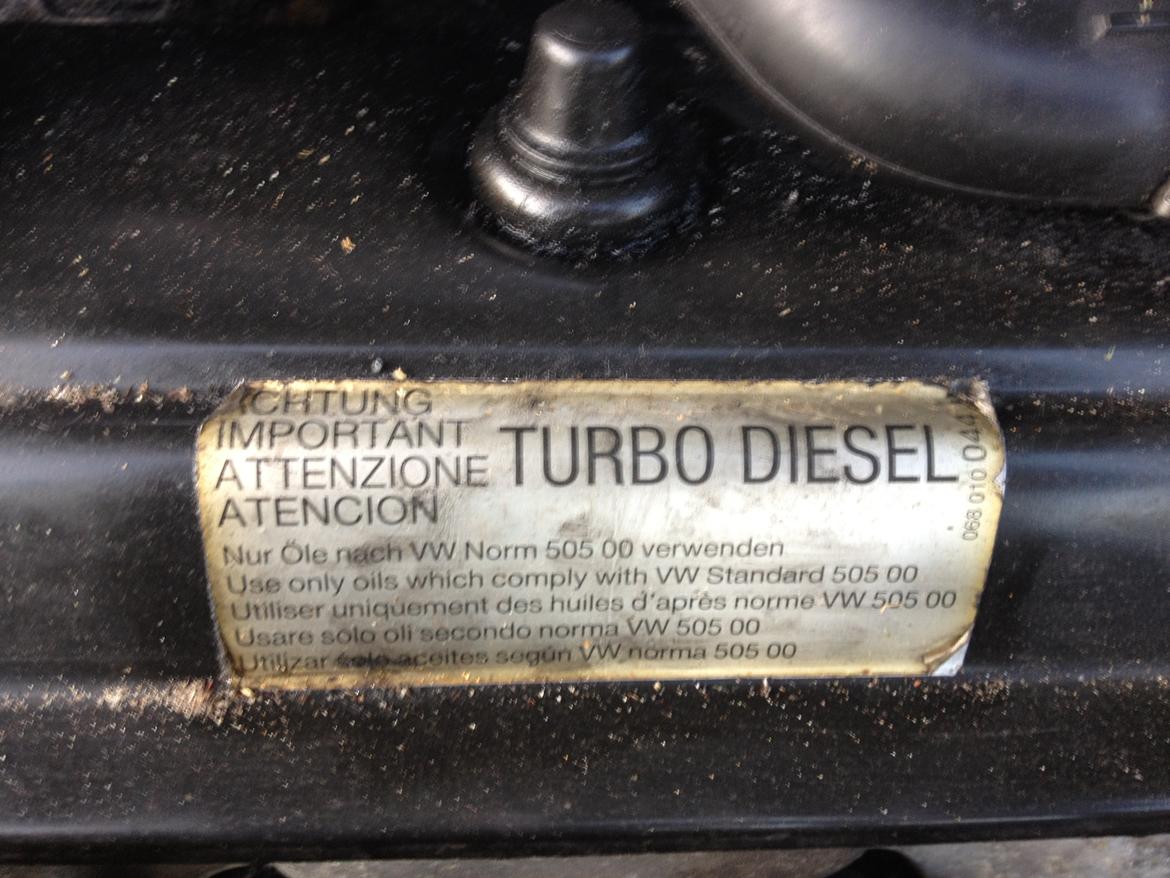 ACHTUNG
IMPORTANT
ATTENZIONE
ATENCION
TURBO DIESEL
Nur Öle nach VW Norm 505 00 verwenden
Use only oils which comply with VW Standard 505 00
Utiliser uniquement des huiles d'après norme VW 505 00
Usare solo oli secondo norma VW 505 00
Utilizar solo aceites según VW norma 505 00
068 010 044